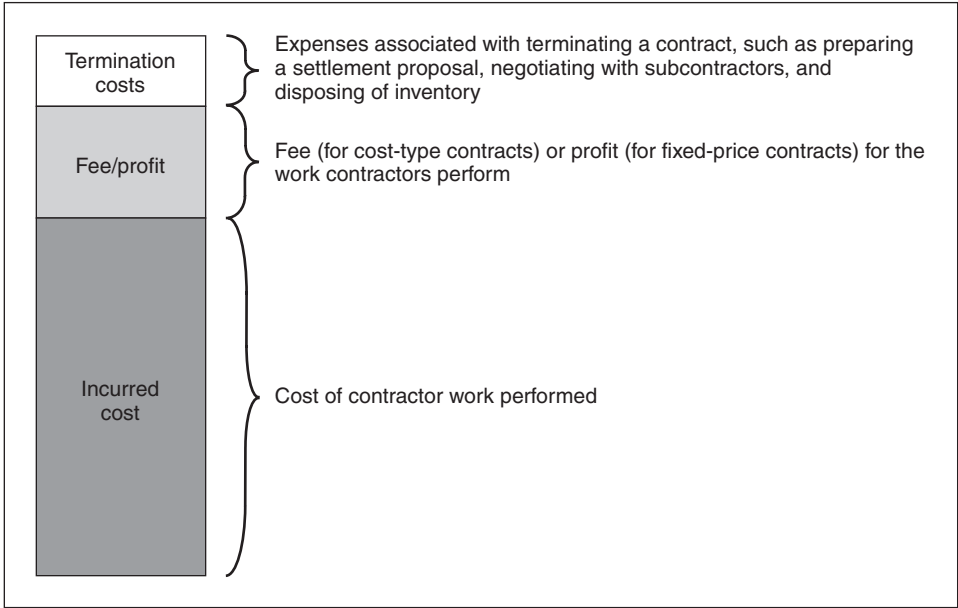 Termination
costs
Expenses associated with terminating a contract, such as preparing
a settlement proposal, negotiating with subcontractors, and
disposing of inventory
Fee/profit
Fee (for cost-type contracts) or profit (for fixed-price contracts) for the
work contractors perform
Incurred
cost
Cost of contractor work performed